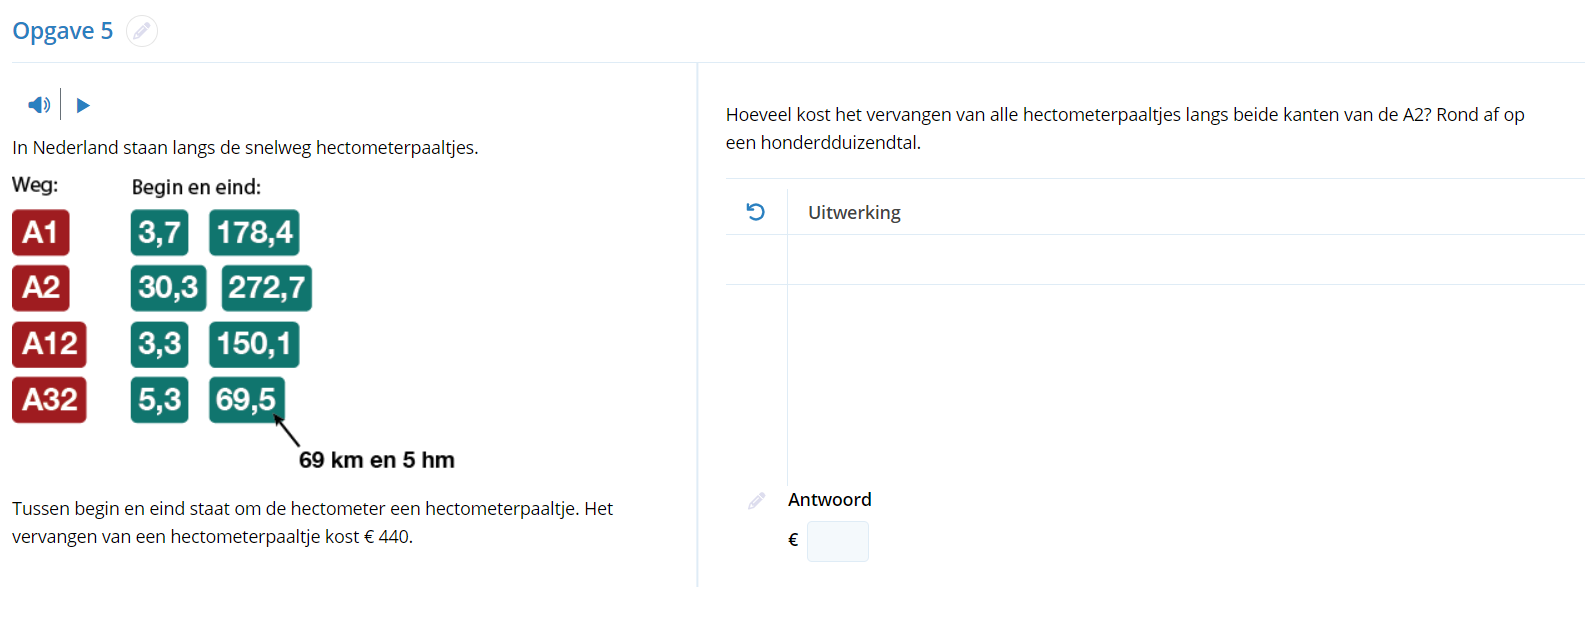 Opgave 5
In Nederland staan langs de snelweg hectometerpaaltjes.
Weg: Begin en eind:
A1 3,7 178,4
A2 30,3 272,7
A12 3,3 150,1
A32 5,3 69,5
69 km en 5 hm
Tussen begin en eind staat om de hectometer een hectometerpaaltje. Het
vervangen van een hectometerpaaltje kost € 440.
Hoeveel kost het vervangen van alle hectometerpaaltjes langs beide kanten van de A2? Rond af op
een honderdduizendtal.
Uitwerking
Antwoord
€